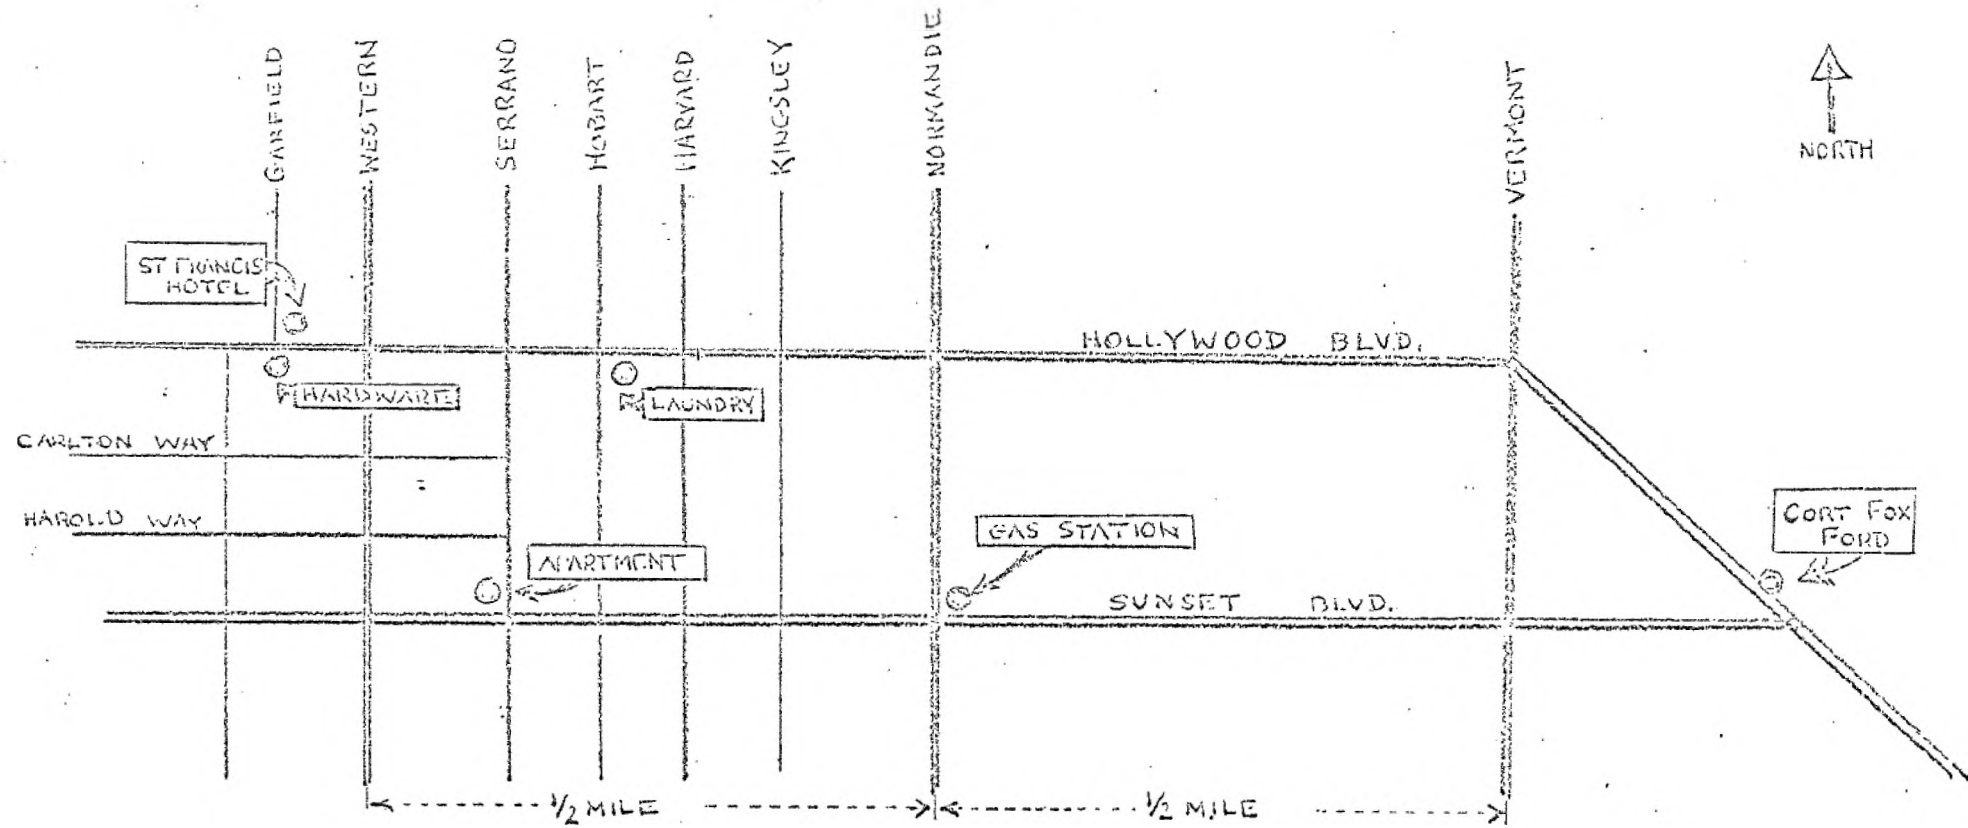 GARFIELD
WESTERN
SERRANO
HOBART
HARVARD
KINGSLEY
NORMANDIE
VERMONT
NORTH
ST FRANCIS
HOTEL
HOLLYWOOD BLVD.
HARDWARE
LAUNDRY
CARLTON WAY
HAROLD WAY
GAS STATION
CORT FOX
FORD
APARTMENT
SUNSET BLVD.
1/2 MILE
1/2 MILE